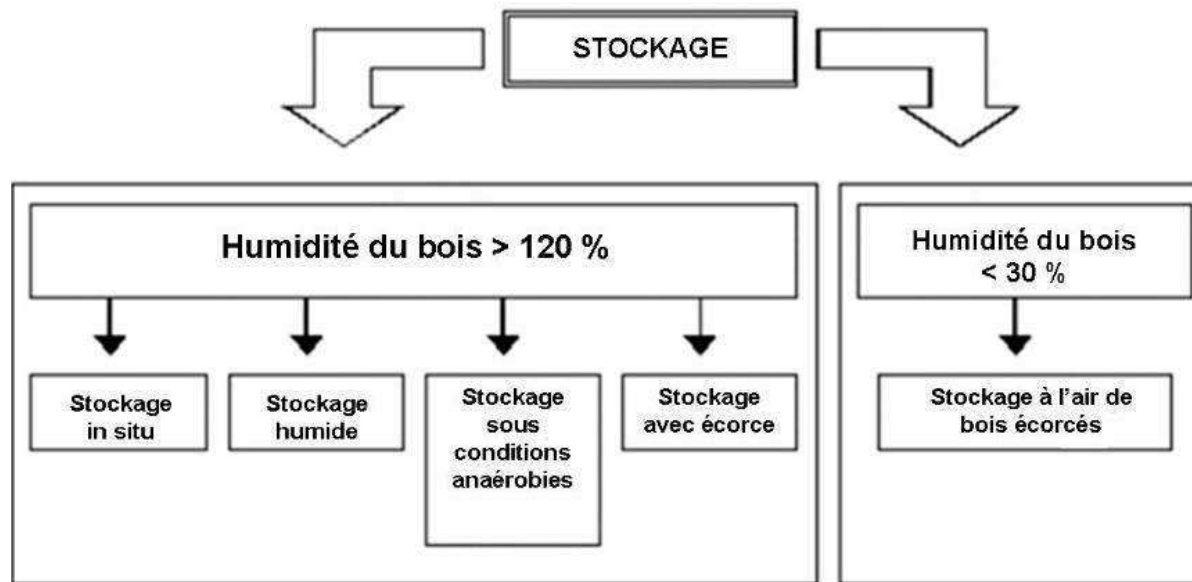 STOCKAGE
Humidité du bois > 120 %
Humidité du bois
< 30 %
Stockage
in situ
Stockage
humide
Stockage
sous
conditions
anaérobies
Stockage
avec écorce
Stockage à l'air de
bois écorcés